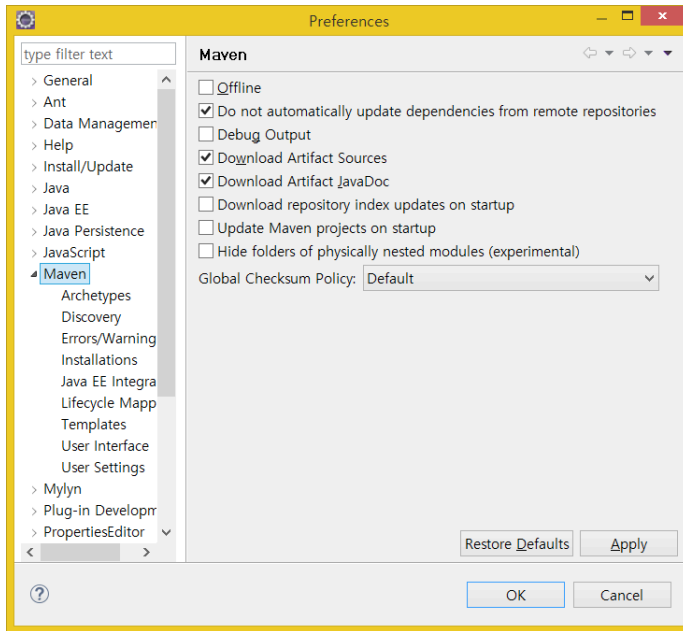 Preferences
type filter text
Maven
General
Ant
Data Managemen
Help
Install/Update
Java
Java EE
Java Persistence
JavaScript
Maven
Archetypes
Discovery
Errors/Warning
Installations
Java EE Integra
Lifecycle Mapp
Templates
User Interface
User Settings
Mylyn
Plug-in Developm
PropertiesEditor
Offline
Do not automatically update dependencies from remote repositories
Debug Output
Download Artifact Sources
Download Artifact JavaDoc
Download repository index updates on startup
Update Maven projects on startup
Hide folders of physically nested modules (experimental)
Global Checksum Policy: Default
Restore Defaults Apply
OK Cancel